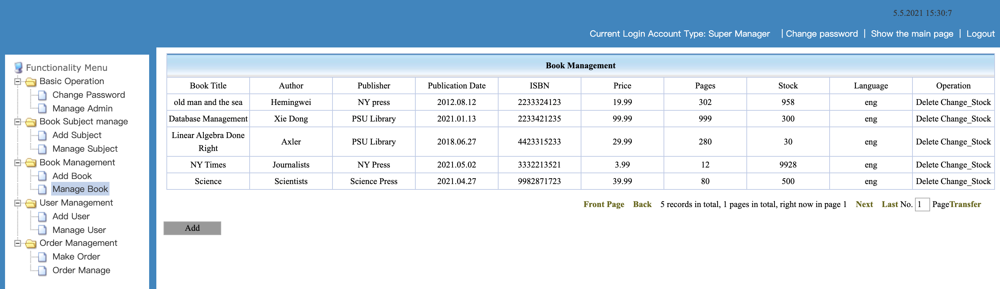 5.5.2021 15:30:7
Current Login Account Type: Super Manager | Change password | Show the main page | Logout
Functionality Menu
Basic Operation
Change Password
Manage Admin
Book Subject manage
Add Subject
Manage Subject
Book Management
Add Book
Manage Book
User Management
Add User
Manage User
Order Management
Make Order
Order Manage
Book Management
Book Title Author Publisher Publication Date ISBN Price Pages Stock Language Operation
old man and the sea Hemingwei NY press 2012.08.12 2233324123 19.99 302 958 eng Delete Change_Stock
Database Management Xie Dong PSU Library 2021.01.13 2233421235 99.99 999 300 eng Delete Change_Stock
Linear Algebra Done
Right Axler PSU Library 2018.06.27 4423315233 29.99 280 30 eng Delete Change_Stock
NY Times Journalists NY Press 2021.05.02 3332213521 3.99 12 9928 eng Delete Change_Stock
Science Scientists Science Press 2021.04.27 9982871723 39.99 80 500 eng Delete Change_Stock
Front Page Back 5 records in total, 1 pages in total, right now in page 1 Next Last No. 1 PageTransfer
Add